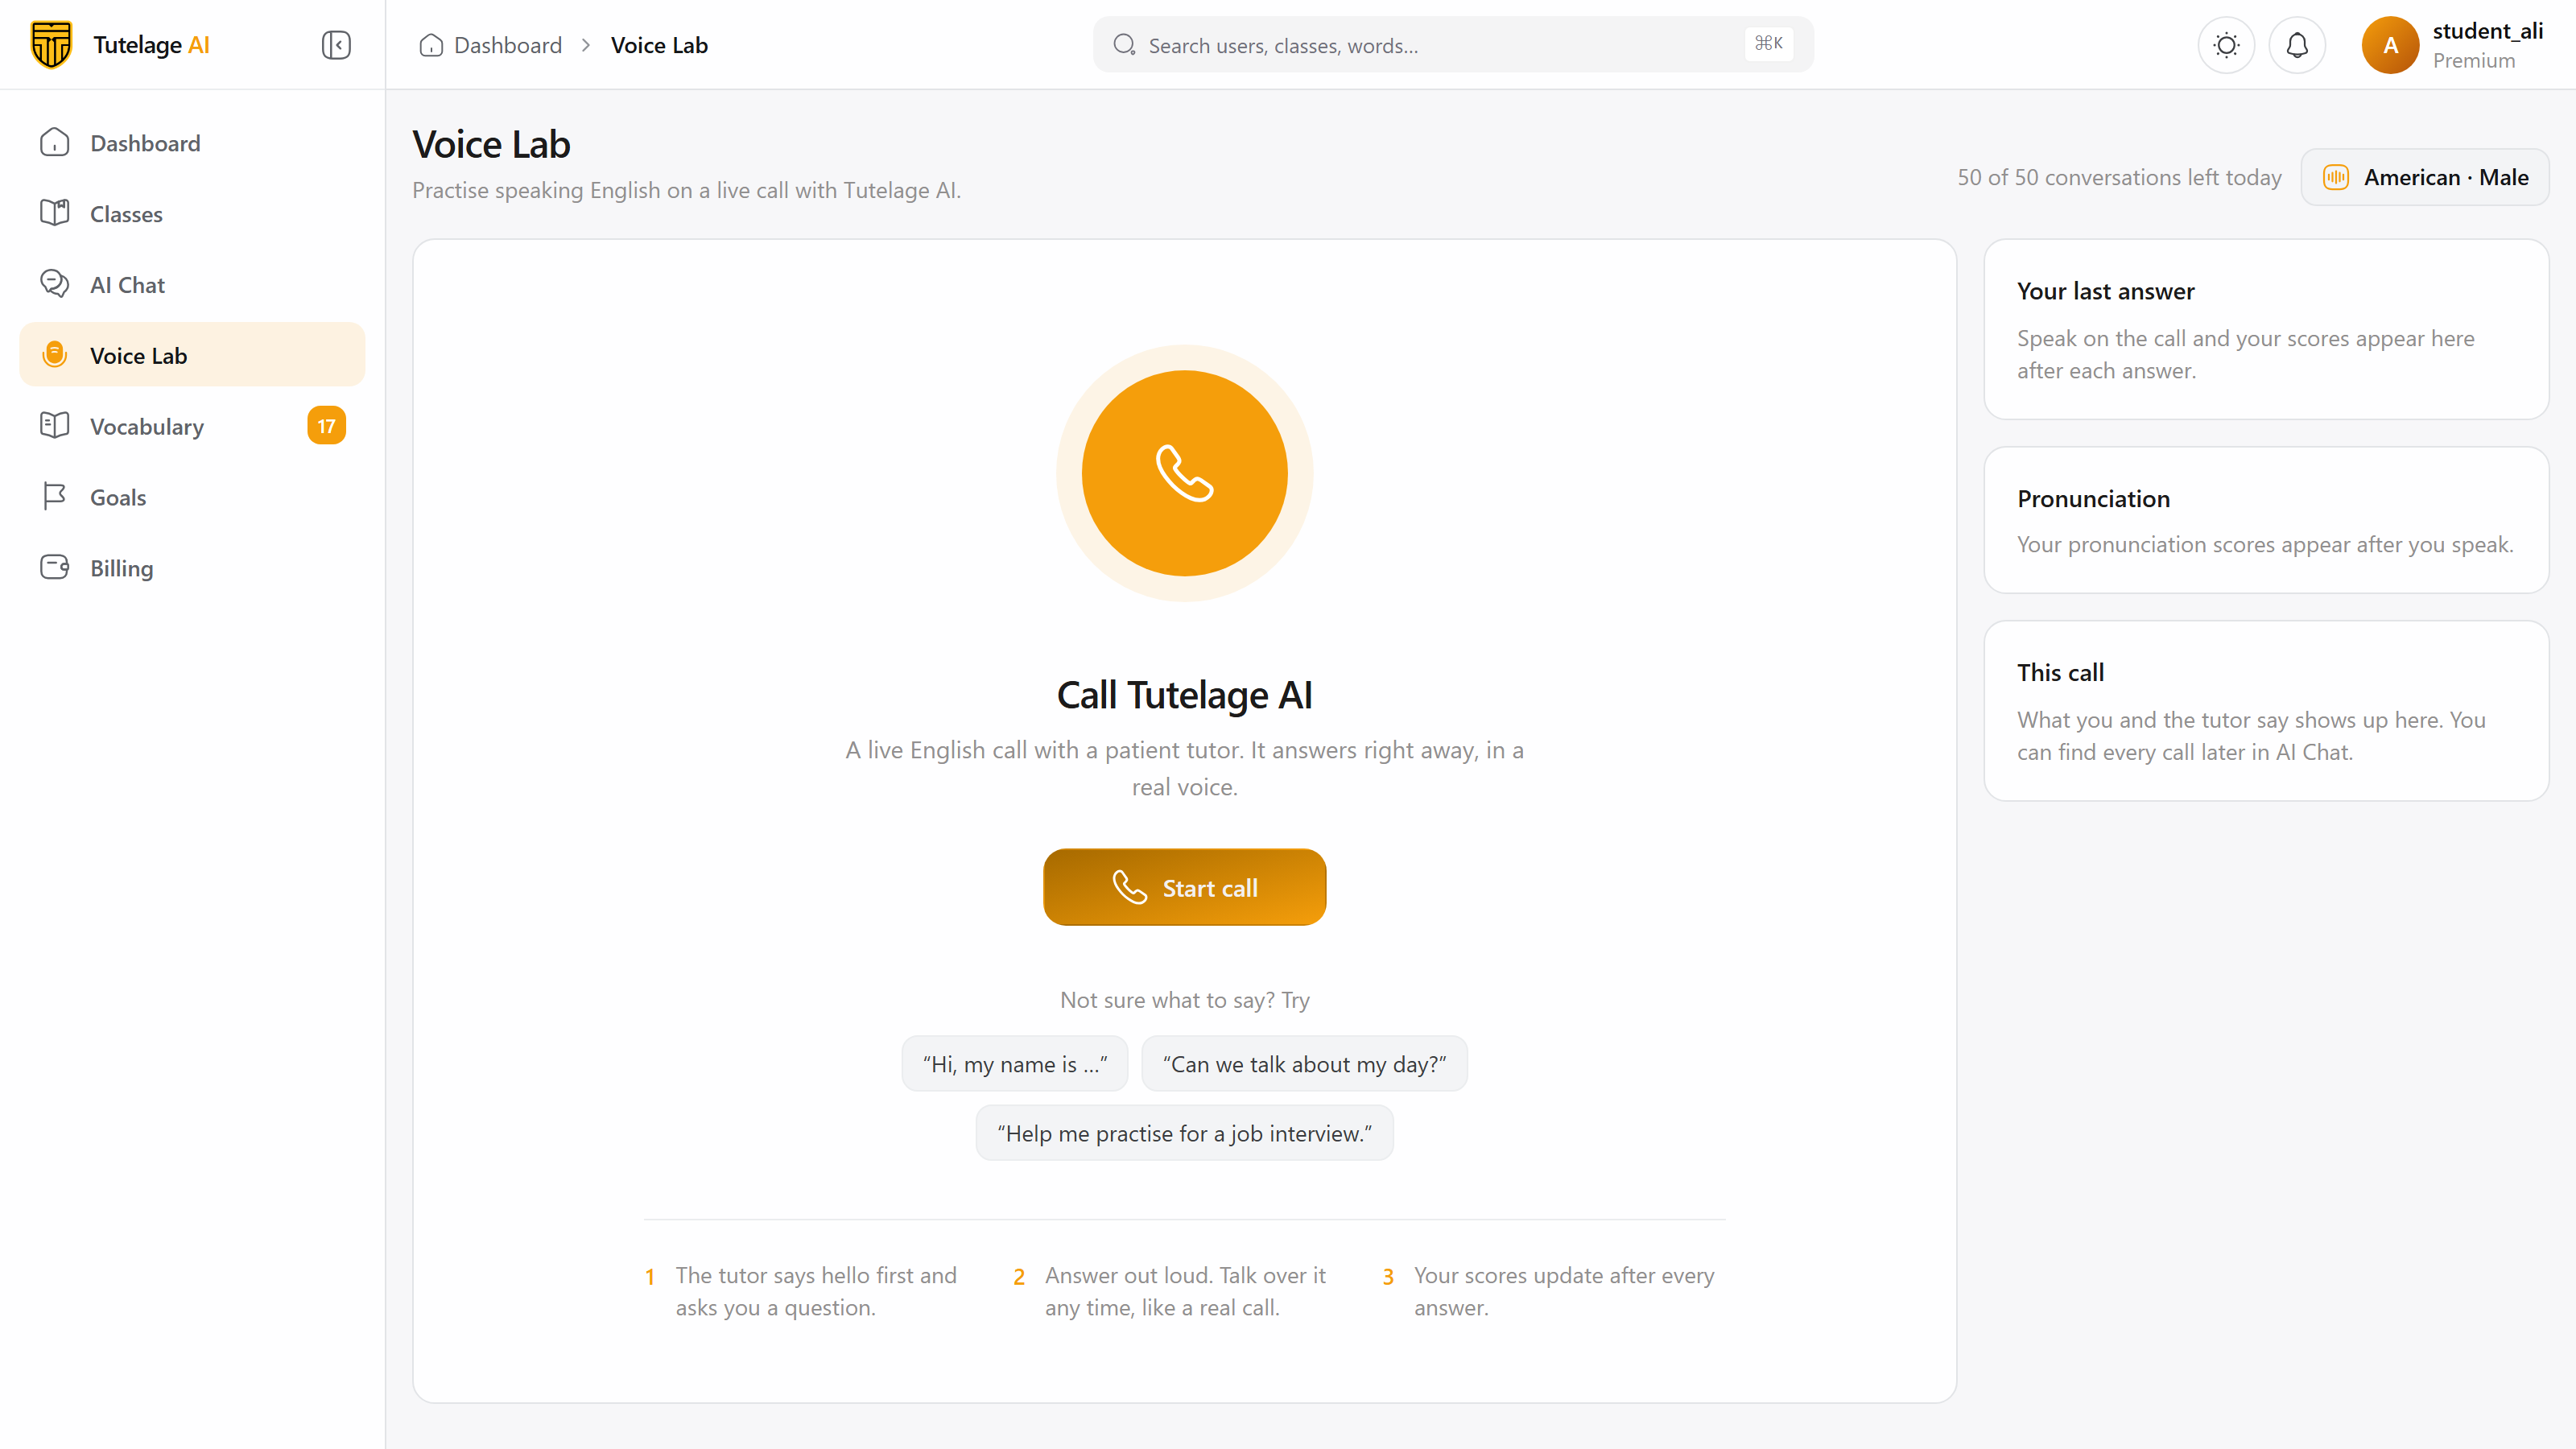 Tutelage AI
Dashboard
Classes
AI Chat
Voice Lab
Vocabulary 17
Goals
Billing
Dashboard > Voice Lab
Search users, classes, words...
⌘K
A
student_ali
Premium
Voice Lab
Practise speaking English on a live call with Tutelage AI.
50 of 50 conversations left today
American · Male
Call Tutelage AI
A live English call with a patient tutor. It answers right away, in a
real voice.
Start call
Not sure what to say? Try
“Hi, my name is ...”
“Can we talk about my day?”
“Help me practise for a job interview.”
1 The tutor says hello first and
asks you a question.
2 Answer out loud. Talk over it
any time, like a real call.
3 Your scores update after every
answer.
Your last answer
Speak on the call and your scores appear here
after each answer.
Pronunciation
Your pronunciation scores appear after you speak.
This call
What you and the tutor say shows up here. You
can find every call later in AI Chat.